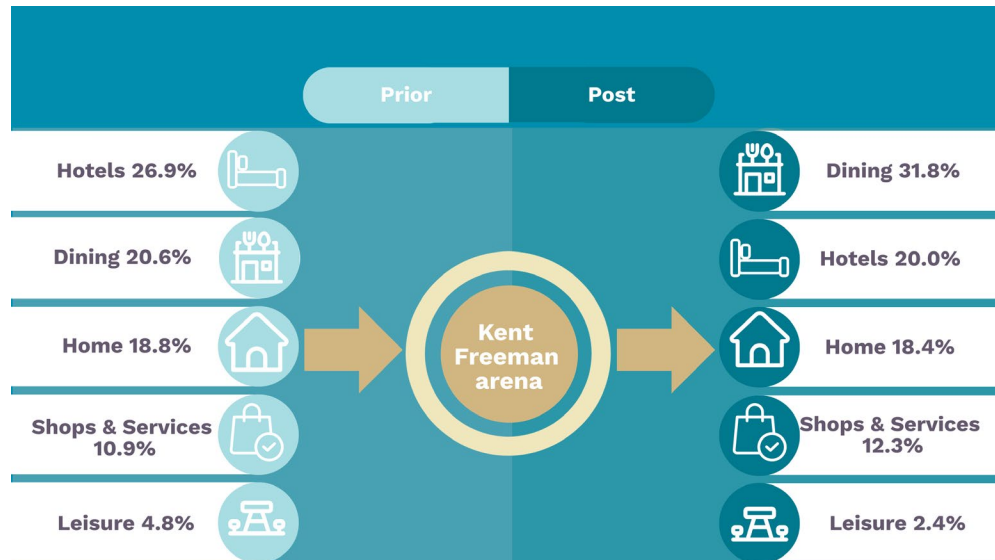 Prior
Post
Hotels 26.9%
Dining 20.6%
Home 18.8%
Shops & Services
10.9%
Leisure 4.8%
Kent
Freeman
arena
Dining 31.8%
Hotels 20.0%
Home 18.4%
Shops & Services
12.3%
Leisure 2.4%